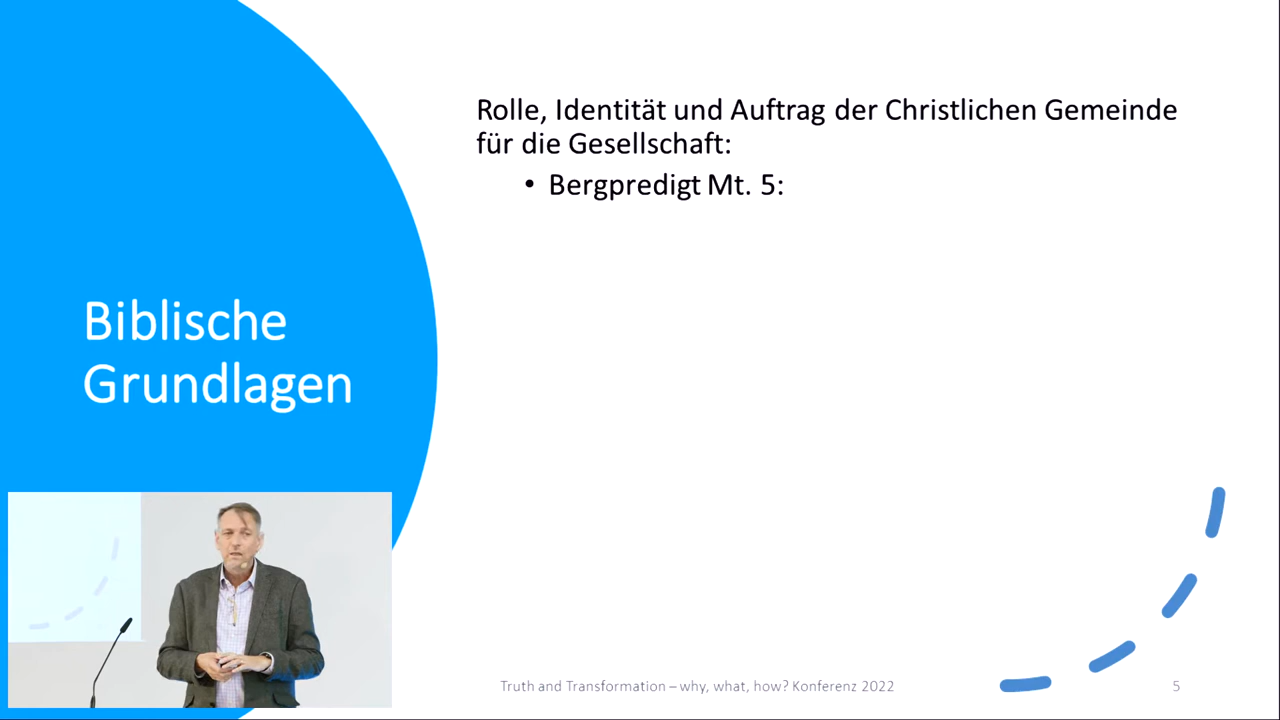 Biblische
Grundlagen
Rolle, Identität und Auftrag der Christlichen Gemeinde
für die Gesellschaft:
• Bergpredigt Mt. 5:
Truth and Transformation – why, what, how? Konferenz 2022
5